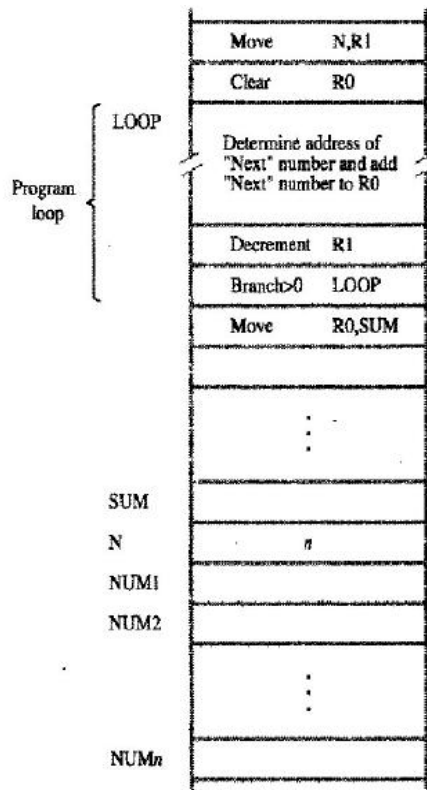 Move N,R1
Clear R0
LOOP
Determine address of
"Next" number and add
"Next" number to R0
Program
loop
Decrement R1
Branch>0 LOOP
Move R0,SUM
SUM
N n
NUM1
NUM2
NUMn